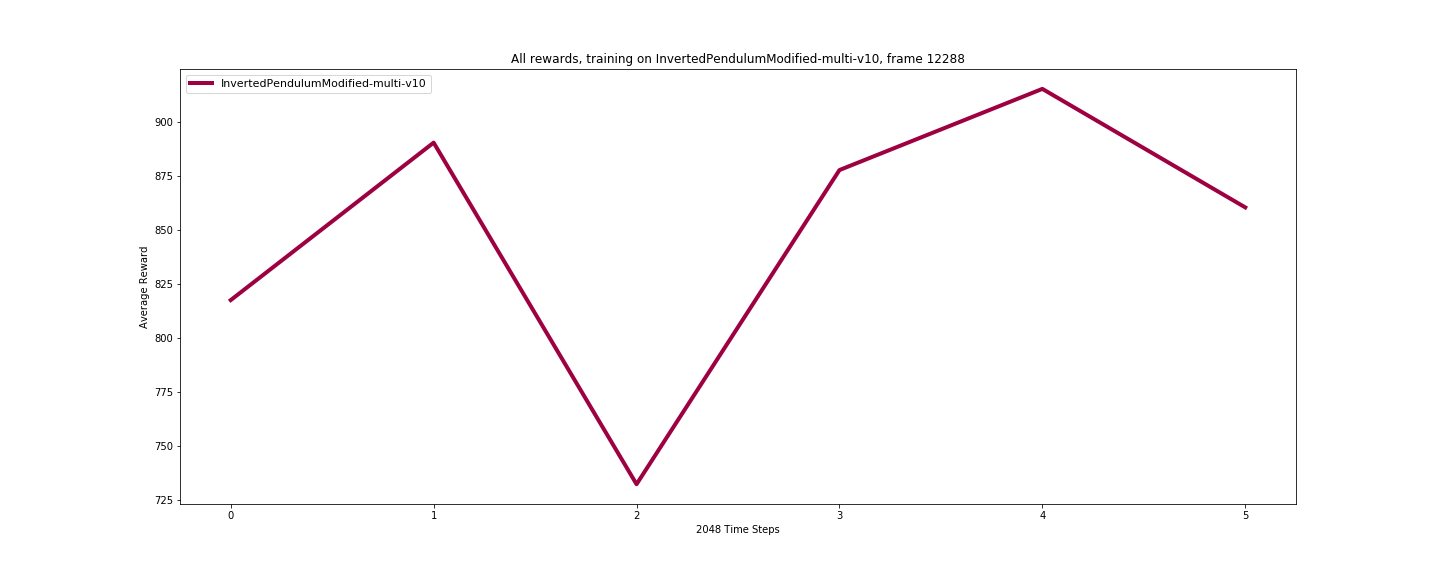 All rewards, training on InvertedPendulumModified-multi-v10, frame 12288
InvertedPendulumModified-multi-v10
900
875
850
825
800
775
750
725
Average Reward
0 1 2 3 4 5
2048 Time Steps